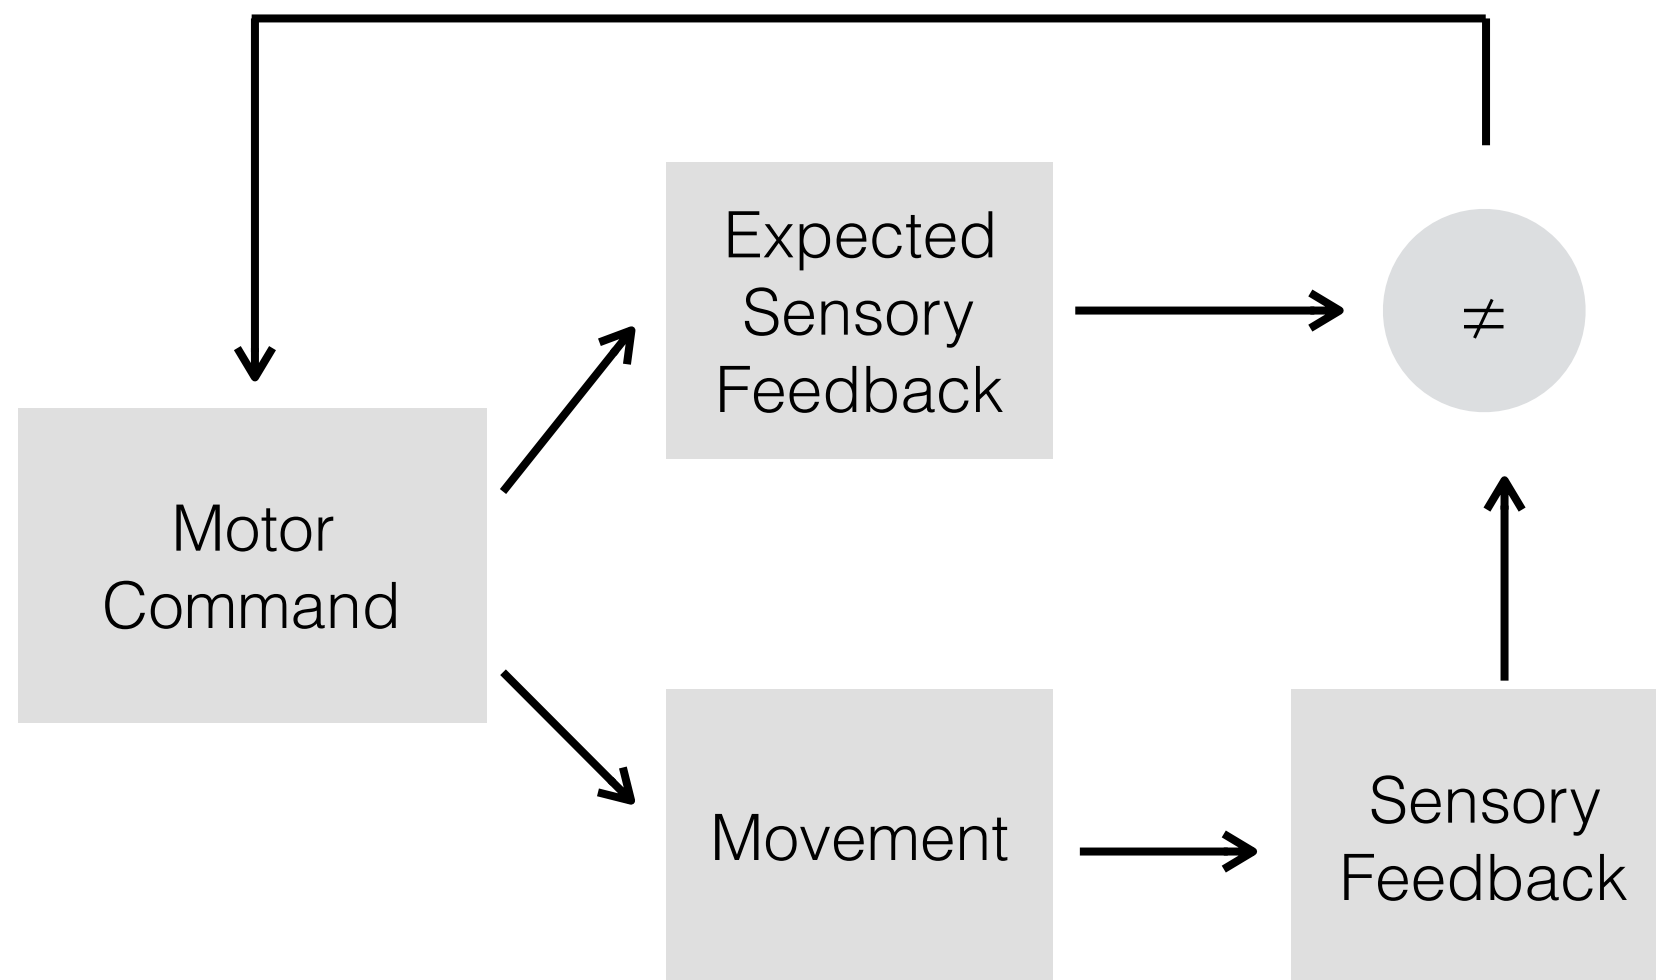 Expected
Sensory
Feedback
≠
Motor
Command
Movement
Sensory
Feedback